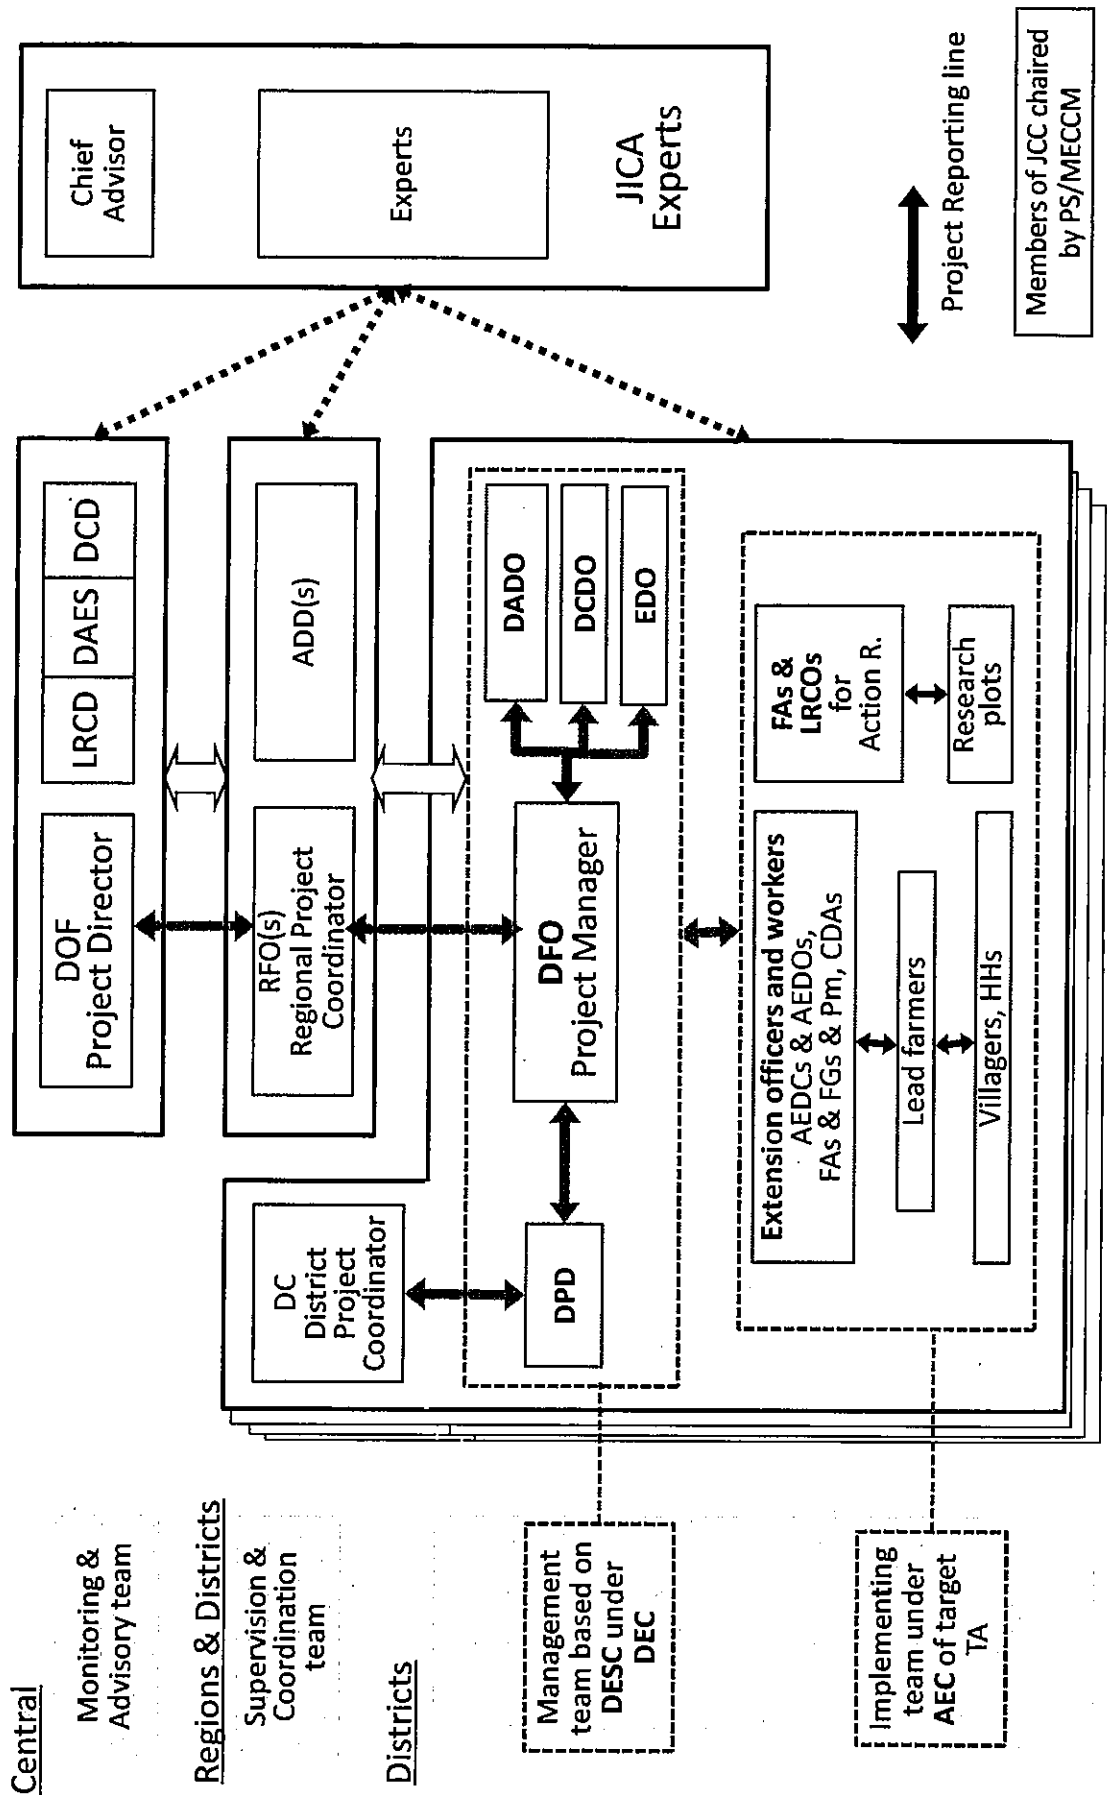 Central
Monitoring &
Advisory team
Regions & Districts
Supervision &
Coordination
team
Districts
Management
team based on
DESC under
DEC
Implementing
team under
AEC of target
TA
DOF
Project Director
LRCD
DAES
DCD
RFO(s)
Regional Project
Coordinator
ADD(s)
DC
District
Project
Coordinator
DPD
DFO
Project Manager
DADO
DCDO
EDO
Extension officers and workers
AEDCs & AEDOs,
FAs & FGs & Pm, CDAs
Lead farmers
Villagers, HHs
FAs &
LRCOs
for
Action R.
Research
plots
Chief
Advisor
Experts
JICA
Experts
Project Reporting line
Members of JCC chaired
by PS/MECCM